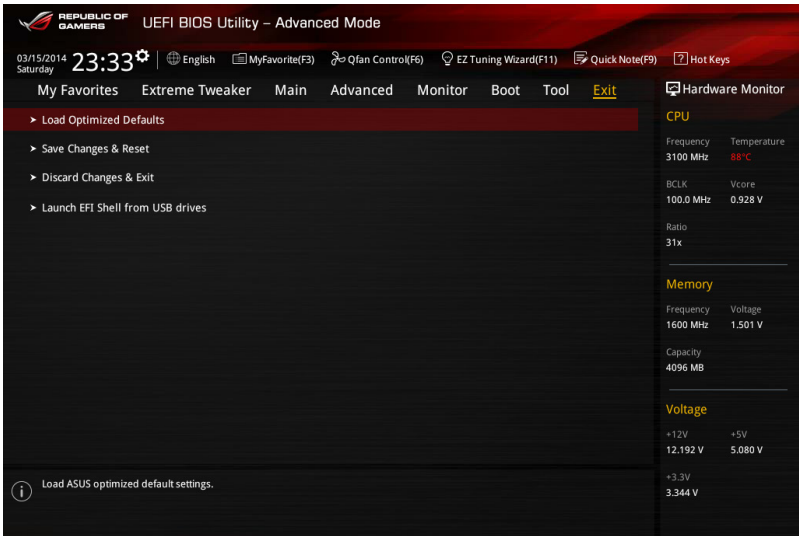 REPUBLIC OF
GAMERS
UEFI BIOS Utility – Advanced Mode
03/15/2014
Saturday
23:33
English
MyFavorite(F3)
Qfan Control(F6)
EZ Tuning Wizard(F11)
Quick Note(F9)
? Hot Keys
My Favorites Extreme Tweaker Main Advanced Monitor Boot Tool Exit
> Load Optimized Defaults
> Save Changes & Reset
> Discard Changes & Exit
> Launch EFI Shell from USB drives
i Load ASUS optimized default settings.
Hardware Monitor
CPU
Frequency Temperature
3100 MHz 88°C
BCLK Vcore
100.0 MHz 0.928 V
Ratio
31x
Memory
Frequency Voltage
1600 MHz 1.501 V
Capacity
4096 MB
Voltage
+12V +5V
12.192 V 5.080 V
+3.3V
3.344 V